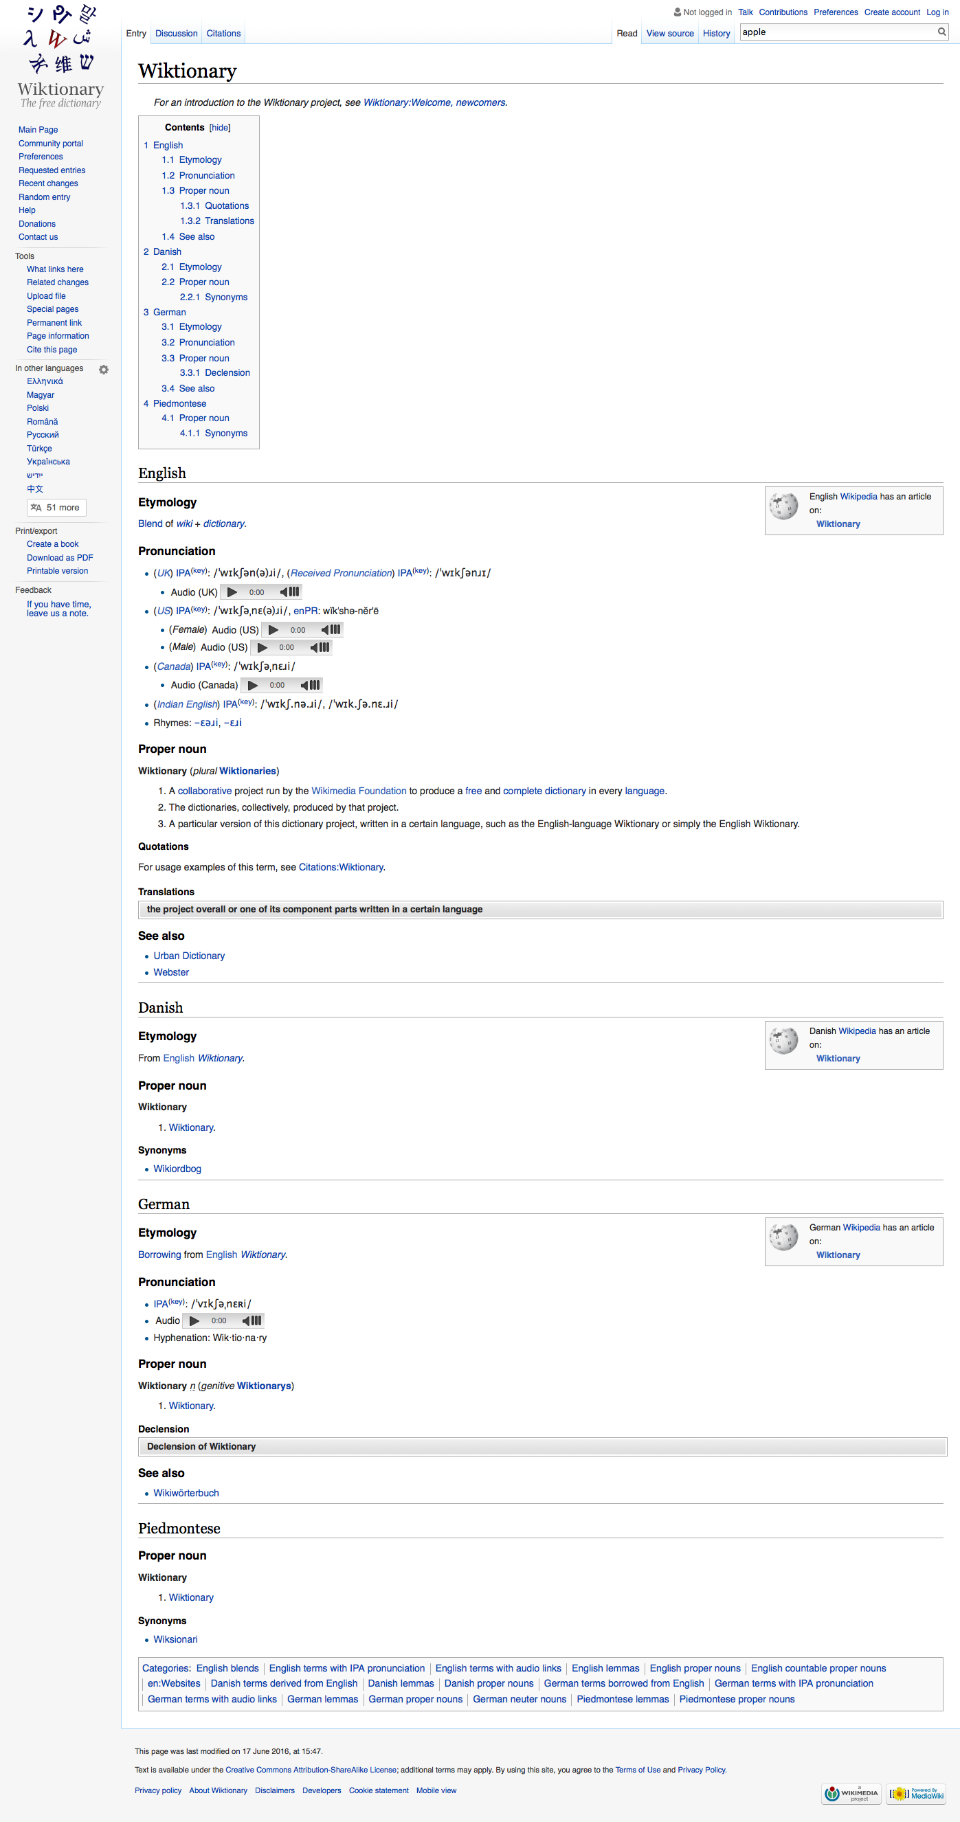 Not logged in Talk Contributions Preferences Create account Log in
Entry Discussion Citations Read View source History apple
Wiktionary
The free dictionary
Main Page
Community portal
Preferences
Requested entries
Recent changes
Random entry
Help
Donations
Contact us
Tools
What links here
Related changes
Upload file
Special pages
Permanent link
Page information
Cite this page
In other languages
Ελληνικά
Magyar
Polski
Română
Русский
Türkçe
Українська
ייִדיש
中文
51 more
Print/export
Create a book
Download as PDF
Printable version
Feedback
If you have time,
leave us a note.
Wiktionary
For an introduction to the Wiktionary project, see Wiktionary:Welcome, newcomers.
Contents [hide]
1 English
1.1 Etymology
1.2 Pronunciation
1.3 Proper noun
1.3.1 Quotations
1.3.2 Translations
1.4 See also
2 Danish
2.1 Etymology
2.2 Proper noun
2.2.1 Synonyms
3 German
3.1 Etymology
3.2 Pronunciation
3.3 Proper noun
3.3.1 Declension
3.4 See also
4 Piedmontese
4.1 Proper noun
4.1.1 Synonyms
English
Etymology
English Wikipedia has an article
on:
Wiktionary
Blend of wiki + dictionary.
Pronunciation
(UK) IPA(key): /ˈwɪkʃən(ə)ɹi/, (Received Pronunciation) IPA(key): /ˈwɪkʃənɹɪ/
Audio (UK) 0:00
(US) IPA(key): /ˈwɪkʃəˌnɛ(ə)ɹi/, enPR: wĭkʹshə-nĕrʹē
(Female) Audio (US) 0:00
(Male) Audio (US) 0:00
(Canada) IPA(key): /ˈwɪkʃəˌnɛɹi/
Audio (Canada) 0:00
(Indian English) IPA(key): /ˈwɪkʃ.nə.ɹi/, /ˈwɪk.ʃə.nɛ.ɹi/
Rhymes: -ɛəɹi, -ɛɹi
Proper noun
Wiktionary (plural Wiktionaries)
1. A collaborative project run by the Wikimedia Foundation to produce a free and complete dictionary in every language.
2. The dictionaries, collectively, produced by that project.
3. A particular version of this dictionary project, written in a certain language, such as the English-language Wiktionary or simply the English Wiktionary.
Quotations
For usage examples of this term, see Citations:Wiktionary.
Translations
the project overall or one of its component parts written in a certain language
See also
Urban Dictionary
Webster
Danish
Etymology
Danish Wikipedia has an article
on:
Wiktionary
From English Wiktionary.
Proper noun
Wiktionary
1. Wiktionary.
Synonyms
Wikiordbog
German
Etymology
German Wikipedia has an article
on:
Wiktionary
Borrowing from English Wiktionary.
Pronunciation
IPA(key): /ˈvɪkʃəˌnɛʀi/
Audio 0:00
Hyphenation: Wik·tio·na·ry
Proper noun
Wiktionary n (genitive Wiktionarys)
1. Wiktionary.
Declension
Declension of Wiktionary
See also
Wikiwörterbuch
Piedmontese
Proper noun
Wiktionary
1. Wiktionary
Synonyms
Wiksionari
Categories: English blends | English terms with IPA pronunciation | English terms with audio links | English lemmas | English proper nouns | English countable proper nouns
| en:Websites | Danish terms derived from English | Danish lemmas | Danish proper nouns | German terms borrowed from English | German terms with IPA pronunciation
| German terms with audio links | German lemmas | German proper nouns | German neuter nouns | Piedmontese lemmas | Piedmontese proper nouns
This page was last modified on 17 June 2016, at 15:47.
Text is available under the Creative Commons Attribution-ShareAlike License; additional terms may apply. By using this site, you agree to the Terms of Use and Privacy Policy.
Privacy policy About Wiktionary Disclaimers Developers Cookie statement Mobile view
A WIKIMEDIA project
Powered By MediaWiki